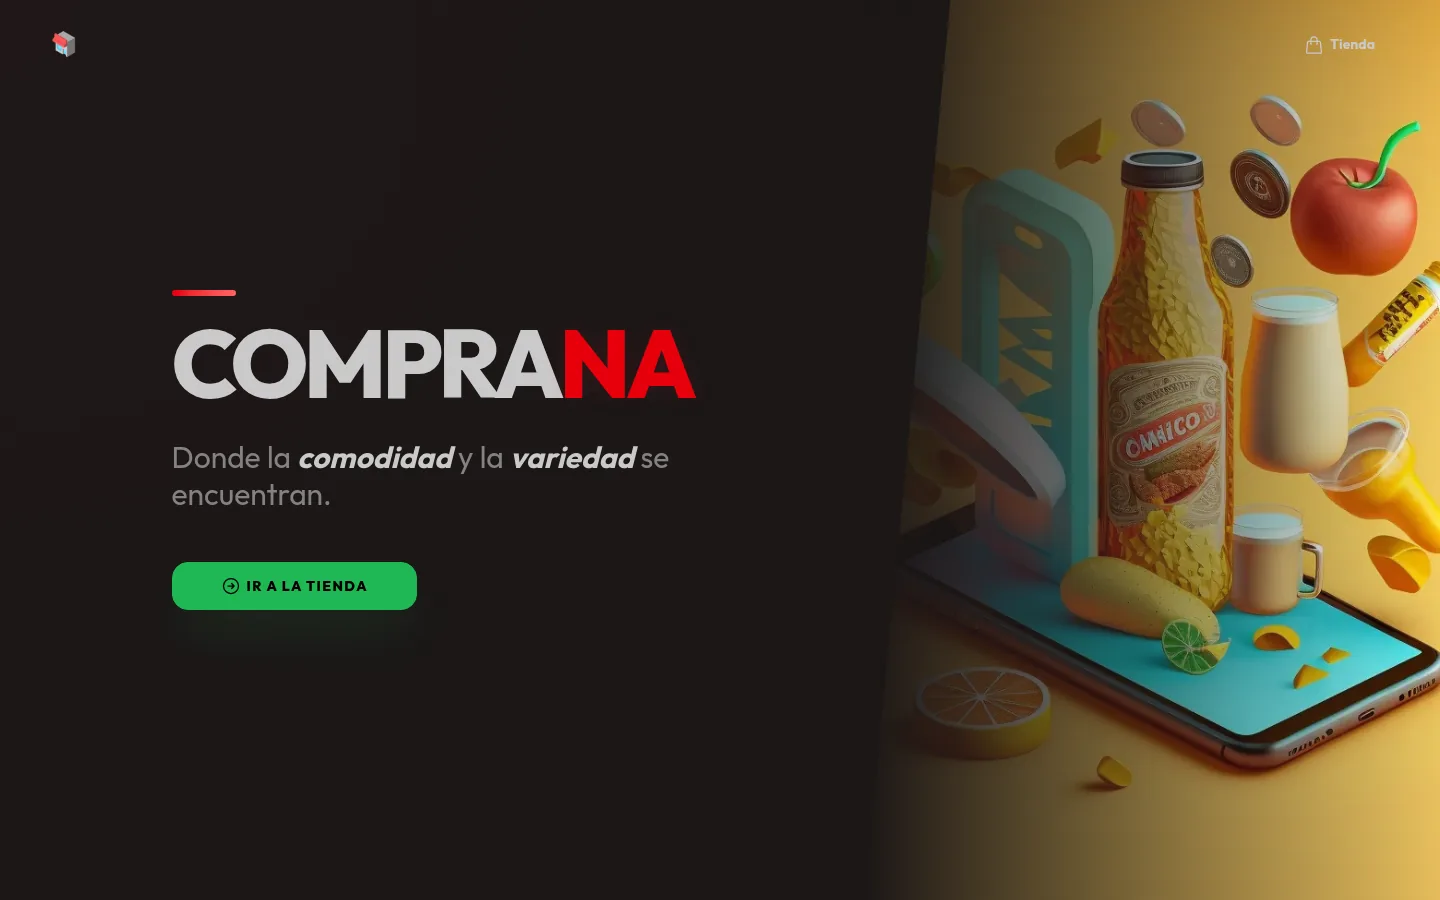 Tienda
COMPRANA
Donde la comodidad y la variedad se
encuentran.
IR A LA TIENDA